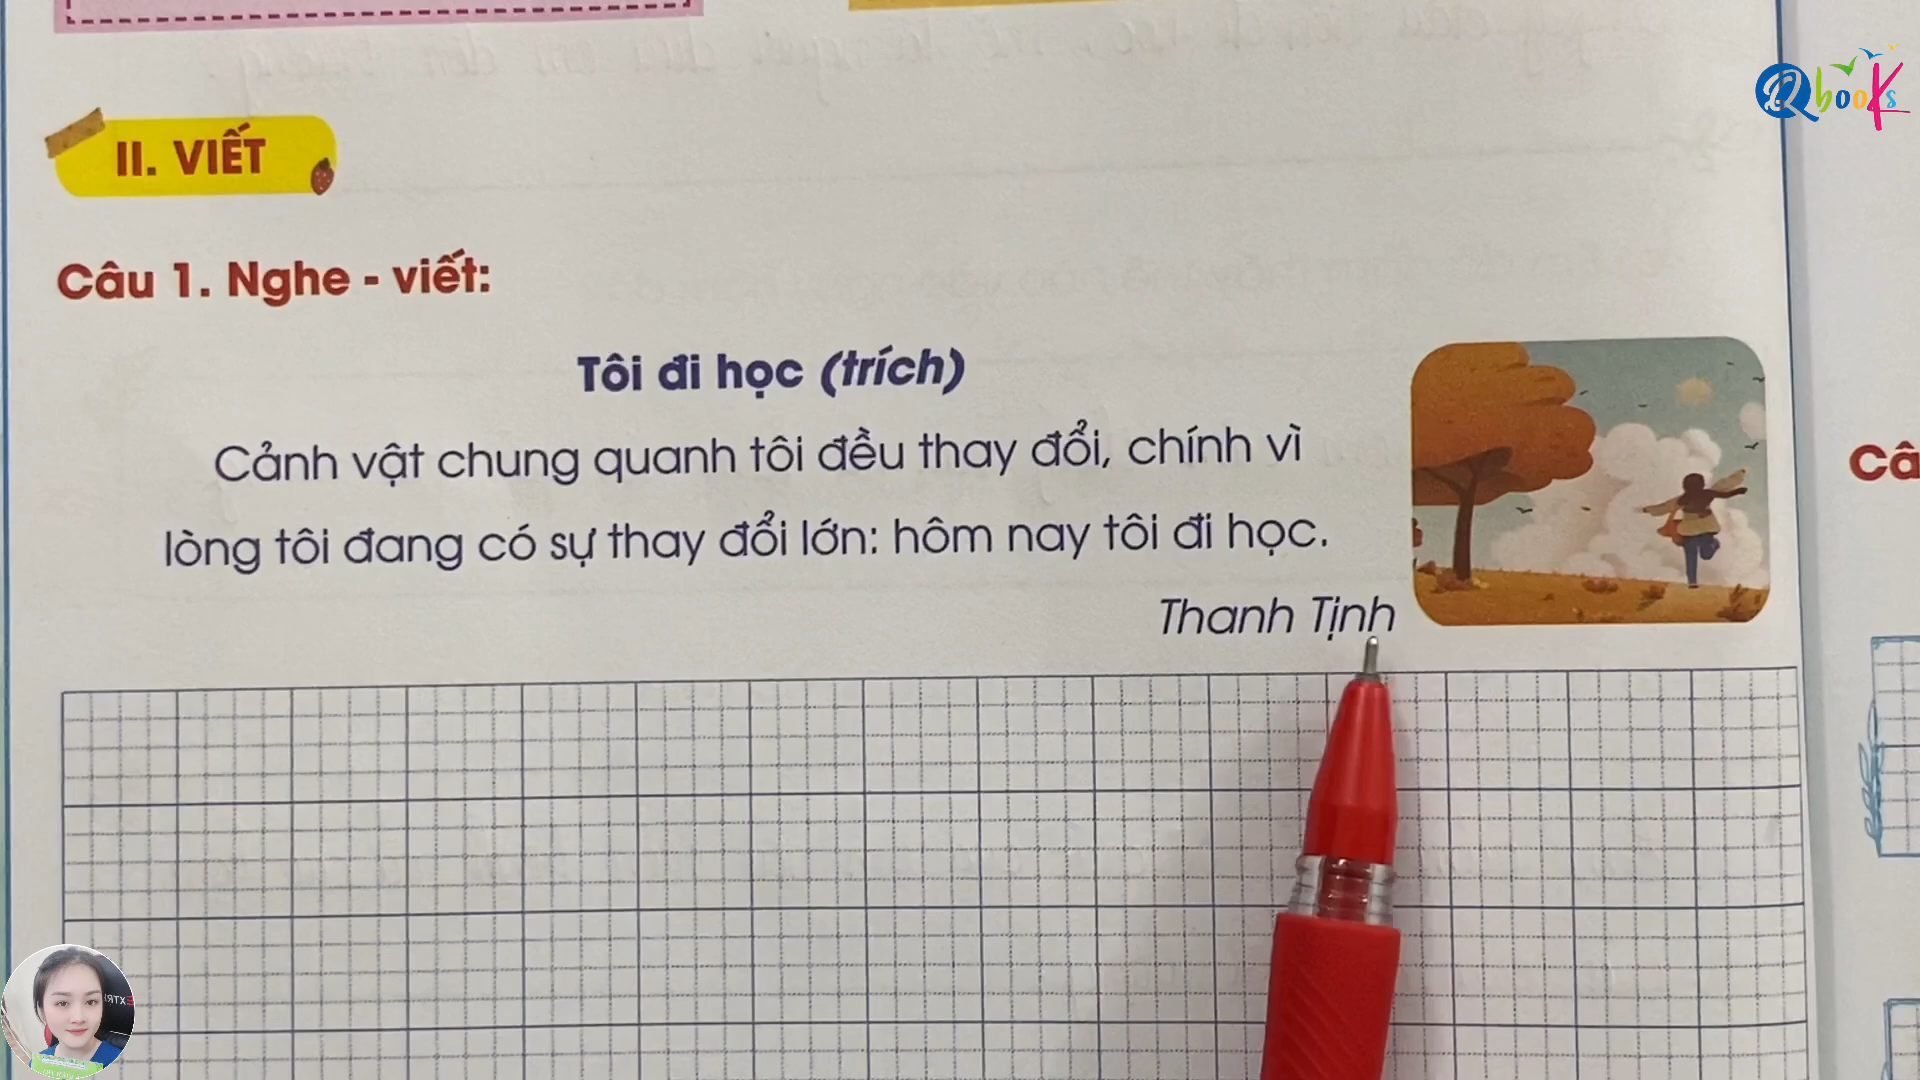 Qbooks
II. VIẾT
Câu 1. Nghe - viết:
Tôi đi học (trích)
Cảnh vật chung quanh tôi đều thay đổi, chính vì
lòng tôi đang có sự thay đổi lớn: hôm nay tôi đi học.
Thanh Tịnh
Câ